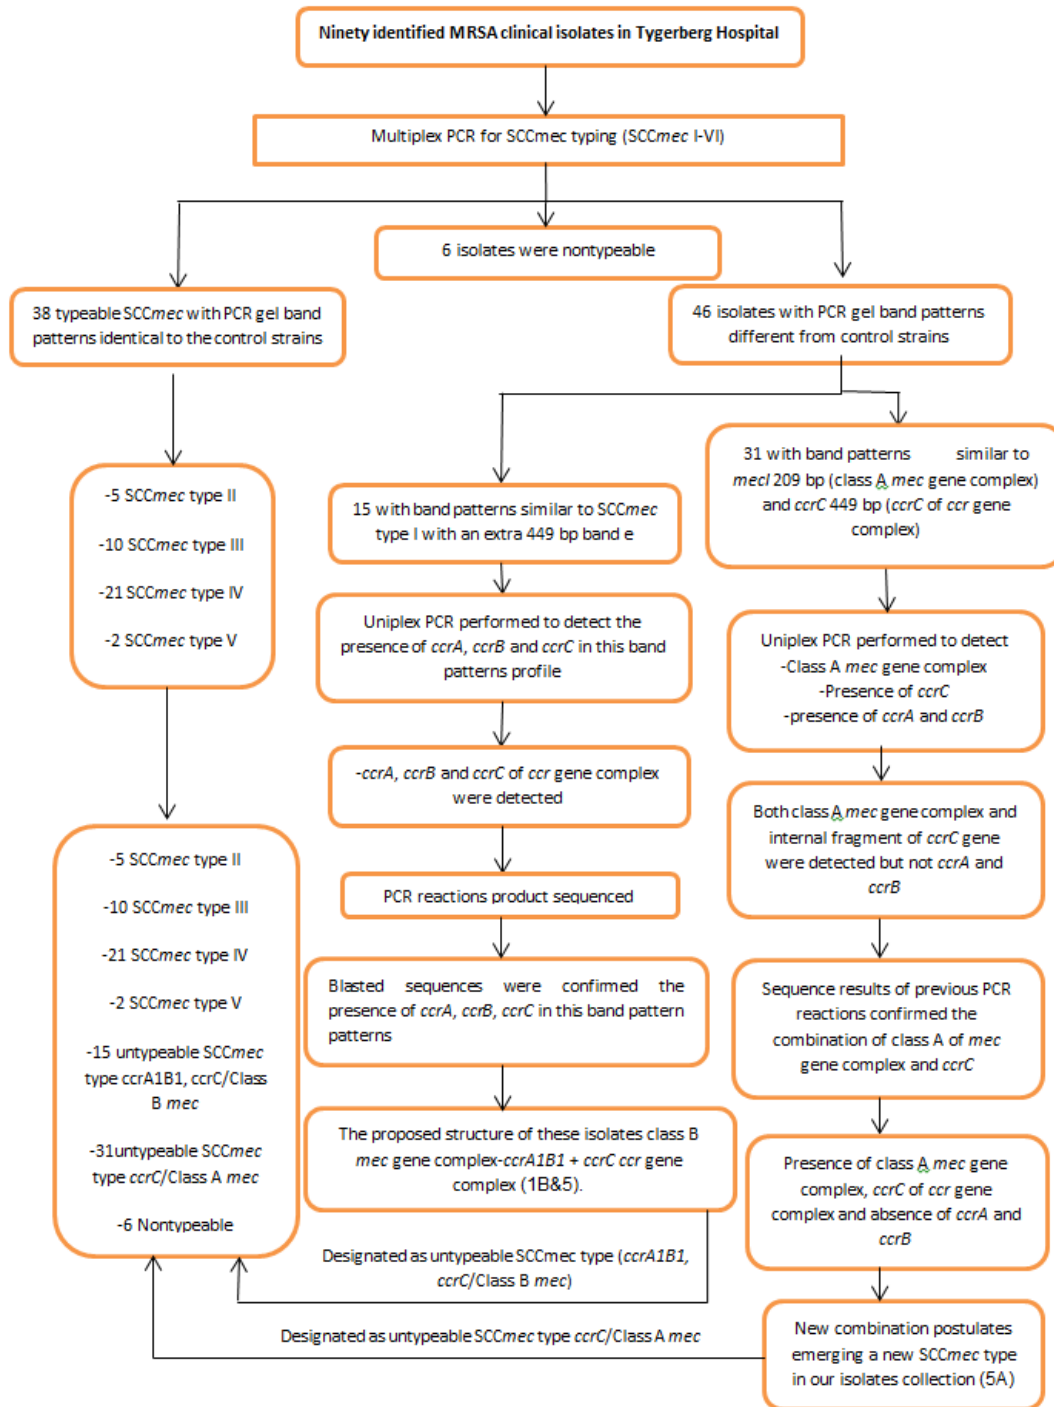 Ninety identified MRSA clinical isolates in Tygerberg Hospital
Multiplex PCR for SCCmec typing (SCCmec I-VI)
6 isolates were nontypeable
38 typeable SCCmec with PCR gel band
patterns identical to the control strains
46 isolates with PCR gel band patterns
different from control strains
-5 SCCmec type II
-10 SCCmec type III
-21 SCCmec type IV
-2 SCCmec type V
15 with band patterns similar to SCCmec
type I with an extra 449 bp band e
31 with band patterns similar to
mecI 209 bp (class A mec gene complex)
and ccrC 449 bp (ccrC of ccr gene
complex)
Uniplex PCR performed to detect the
presence of ccrA, ccrB and ccrC in this band
patterns profile
Uniplex PCR performed to detect
-Class A mec gene complex
-Presence of ccrC
-presence of ccrA and ccrB
-ccrA, ccrB and ccrC of ccr gene complex
were detected
Both class A mec gene complex and
internal fragment of ccrC gene
were detected but not ccrA and
ccrB
PCR reactions product sequenced
Blasted sequences were confirmed the
presence of ccrA, ccrB, ccrC in this band pattern
patterns
Sequence results of previous PCR
reactions confirmed the
combination of class A of mec
gene complex and ccrC
The proposed structure of these isolates class B
mec gene complex-ccrA1B1 + ccrC ccr gene
complex (1B&5).
Presence of class A mec gene
complex, ccrC of ccr gene
complex and absence of ccrA and
ccrB
New combination postulates
emerging a new SCCmec type
in our isolates collection (5A)
Designated as untypeable SCCmec type (ccrA1B1,
ccrC/Class B mec)
Designated as untypeable SCCmec type ccrC/Class A mec
-5 SCCmec type II
-10 SCCmec type III
-21 SCCmec type IV
-2 SCCmec type V
-15 untypeable SCCmec
type ccrA1B1, ccrC/Class
B mec
-31untypeable SCCmec
type ccrC/Class A mec
-6 Nontypeable